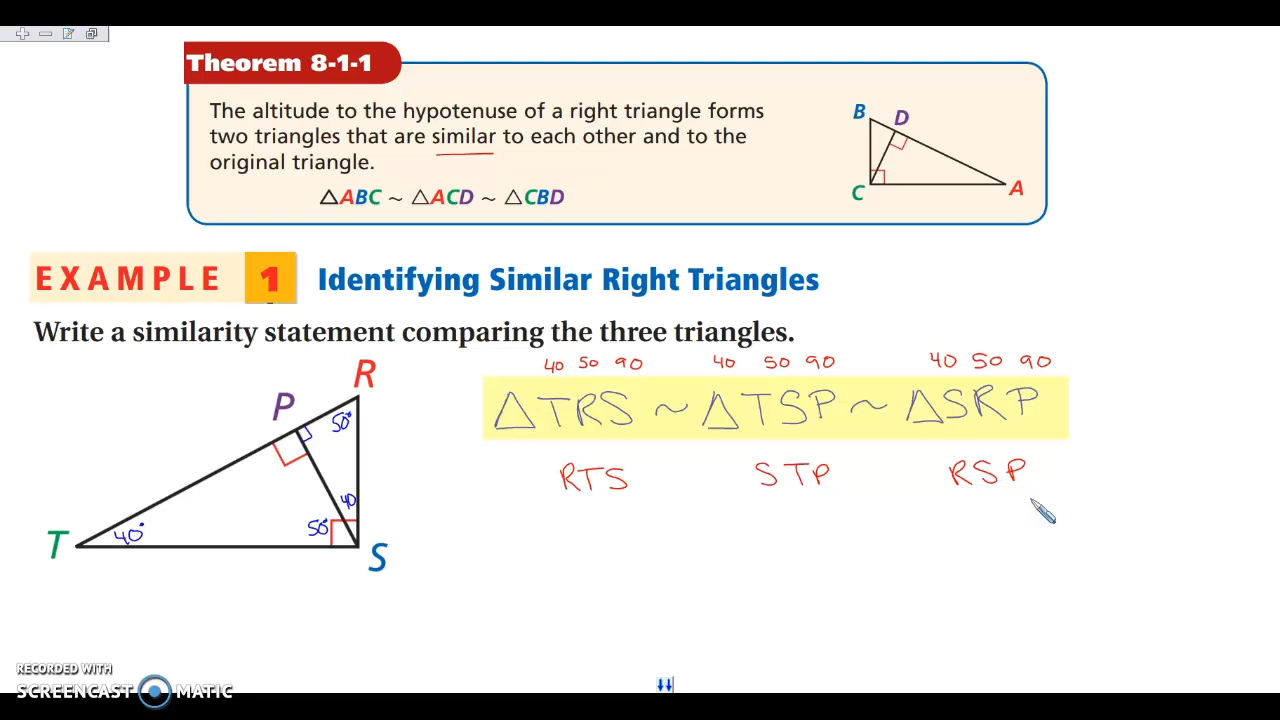 Theorem 8-1-1
The altitude to the hypotenuse of a right triangle forms
two triangles that are similar to each other and to the
original triangle.
△ABC ~ △ACD ~ △CBD
B
D
C
A
EXAMPLE 1 Identifying Similar Right Triangles
Write a similarity statement comparing the three triangles.
R
P
50°
40
T
40°
50°
S
40 50 90 40 50 90 40 50 90
△TRS ~ △TSP ~ △SRP
RTS STP RSP
RECORDED WITH
SCREENCAST MATIC